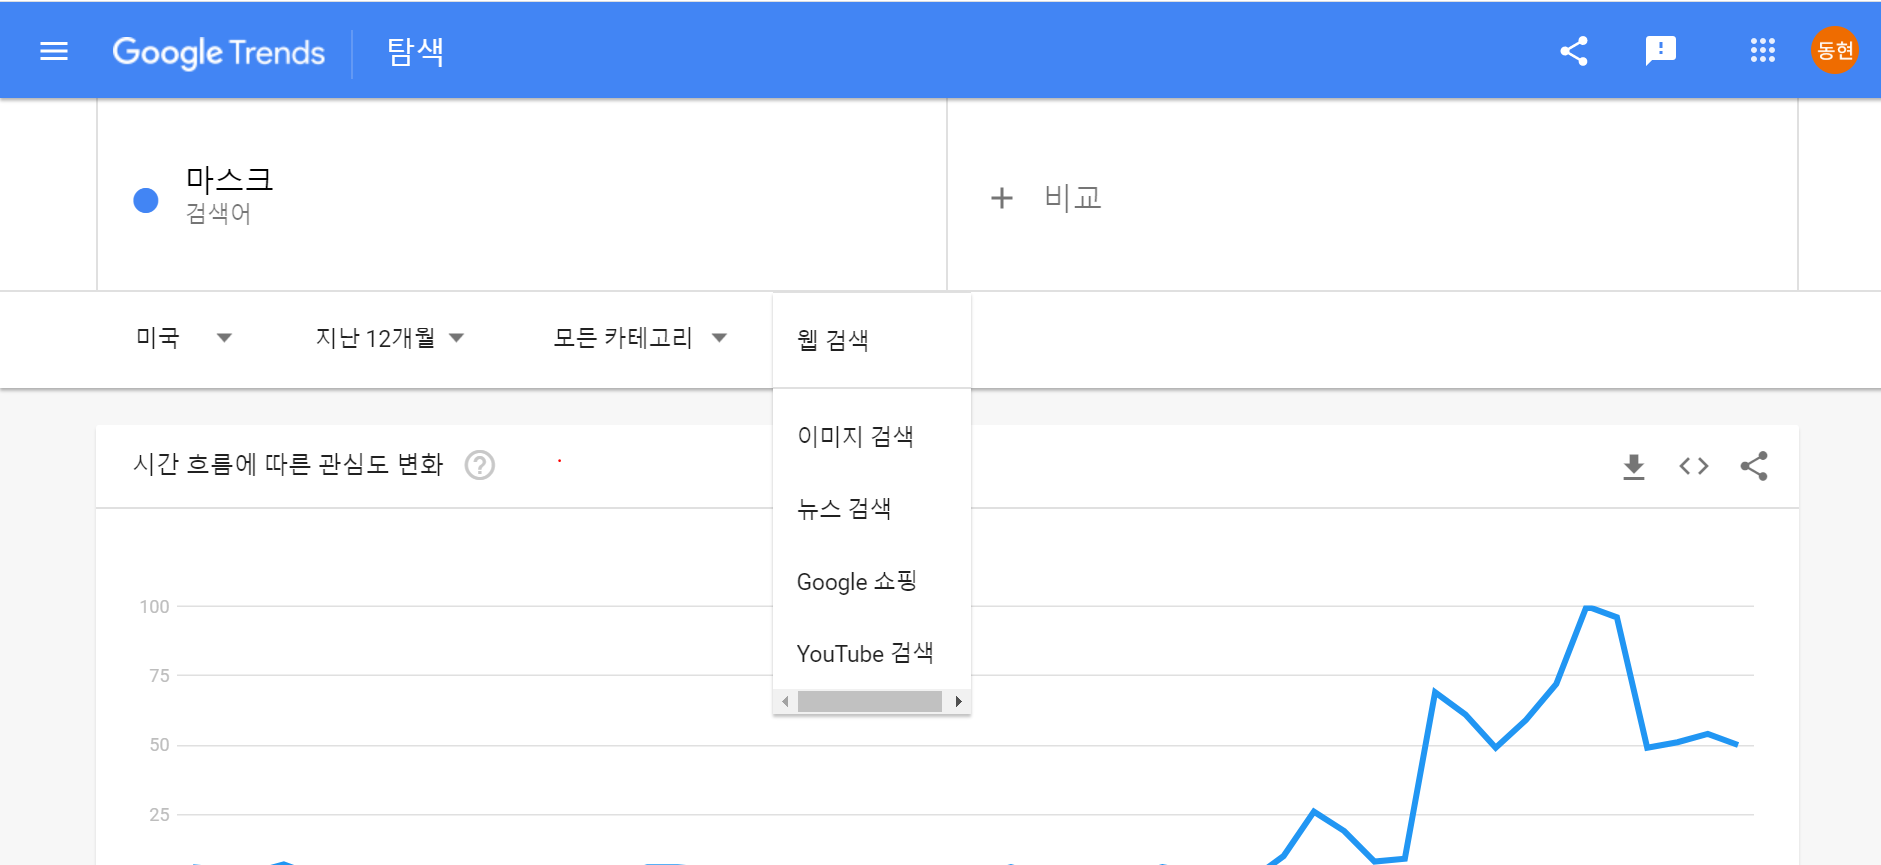 Google Trends 탐색
동현
마스크
검색어
비교
미국
지난 12개월
모든 카테고리
웹 검색
이미지 검색
뉴스 검색
Google 쇼핑
YouTube 검색
시간 흐름에 따른 관심도 변화
100
75
50
25